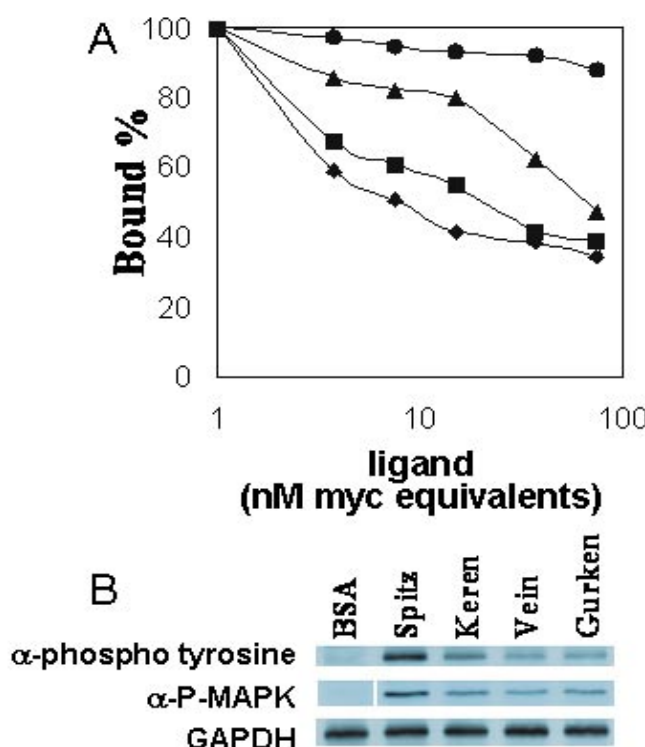 A
100
80
60
40
20
0
Bound %
1 10 100
ligand
(nM myc equivalents)
B
BSA Spitz Keren Vein Gurken
α-phospho tyrosine
α-P-MAPK
GAPDH